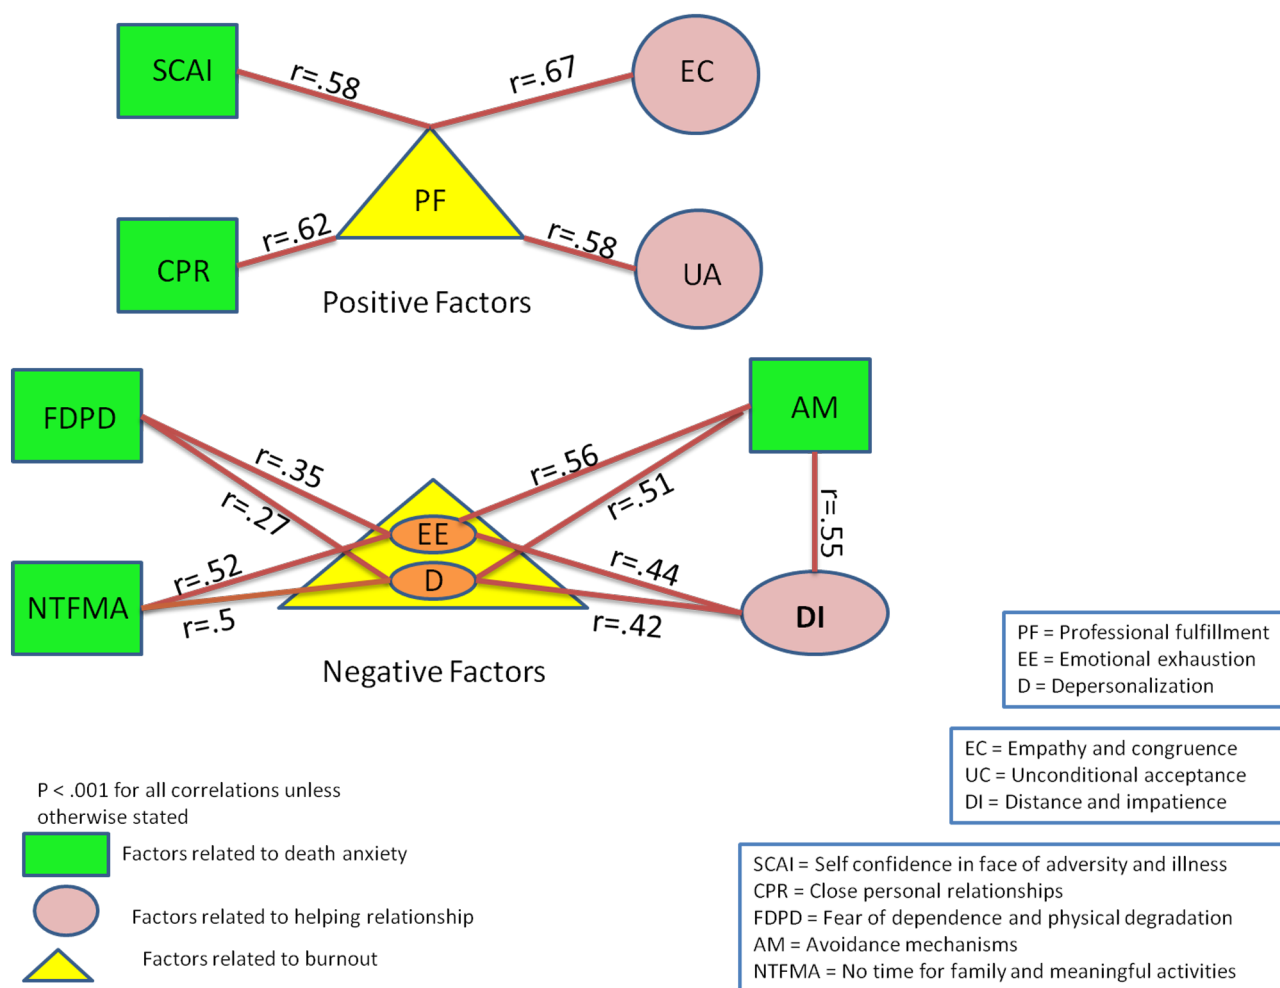 SCAI
r=.58
r=.67
EC
PF
CPR
r=.62
r=.58
UA
Positive Factors
FDPD
AM
r=.35
r=.56
r=.27
r=.51
EE
r=.55
D
NTFMA
r=.52
r=.44
r=.5
r=.42
DI
Negative Factors
PF = Professional fulfillment
EE = Emotional exhaustion
D = Depersonalization
EC = Empathy and congruence
UC = Unconditional acceptance
DI = Distance and impatience
P < .001 for all correlations unless
otherwise stated
Factors related to death anxiety
Factors related to helping relationship
Factors related to burnout
SCAI = Self confidence in face of adversity and illness
CPR = Close personal relationships
FDPD = Fear of dependence and physical degradation
AM = Avoidance mechanisms
NTFMA = No time for family and meaningful activities